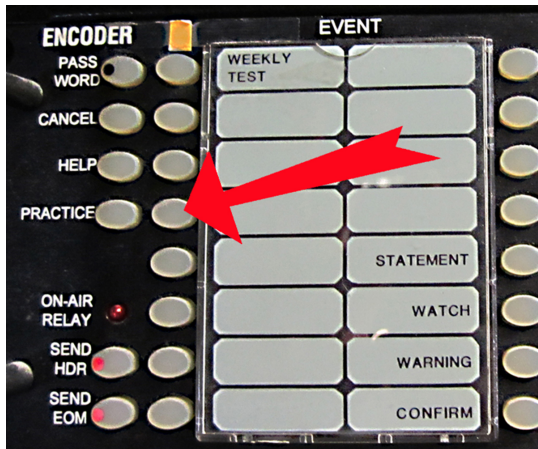 ENCODER
EVENT
PASS
WORD
WEEKLY
TEST
CANCEL
HELP
PRACTICE
STATEMENT
ON-AIR
RELAY
WATCH
SEND
HDR
WARNING
SEND
EOM
CONFIRM